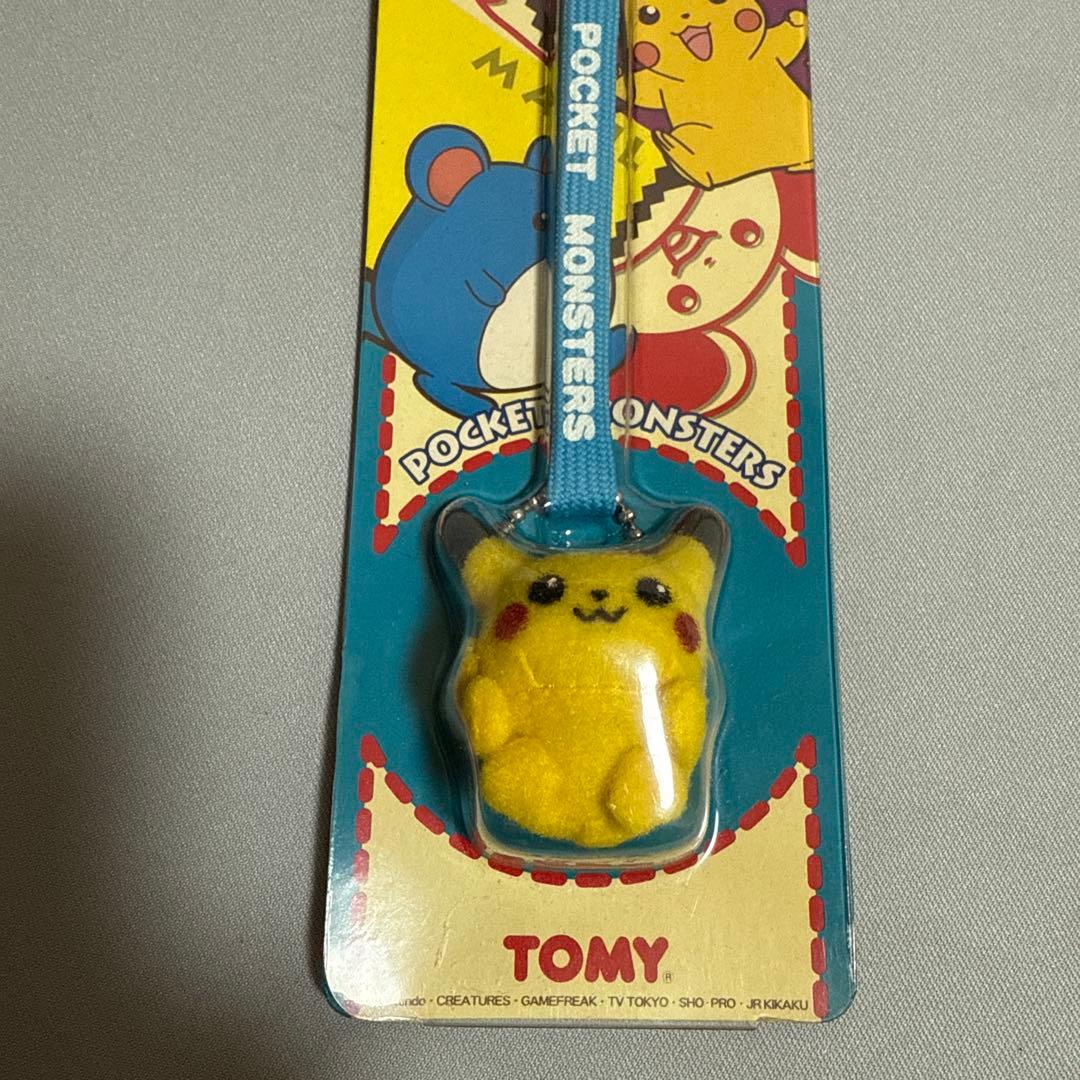 POCKET MONSTERS
POCKET MONSTERS
TOMY®
CREATURES・GAMEFREAK・TV TOKYO・SHO-PRO・JR KIKAKU